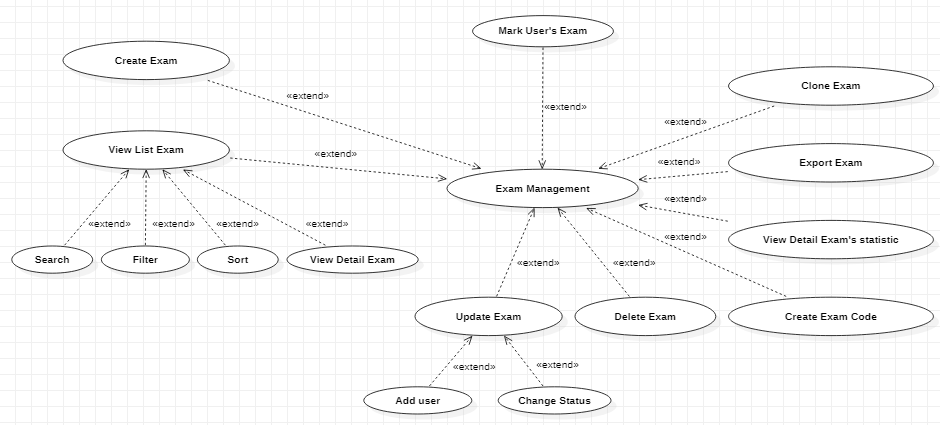 Mark User's Exam
Create Exam
Clone Exam
«extend»
«extend»
«extend»
View List Exam
«extend»
«extend»
Export Exam
Exam Management
«extend»
«extend»
«extend»
«extend»
«extend»
«extend»
View Detail Exam's statistic
Search
Filter
Sort
View Detail Exam
«extend»
«extend»
Update Exam
Delete Exam
Create Exam Code
«extend»
«extend»
Add user
Change Status